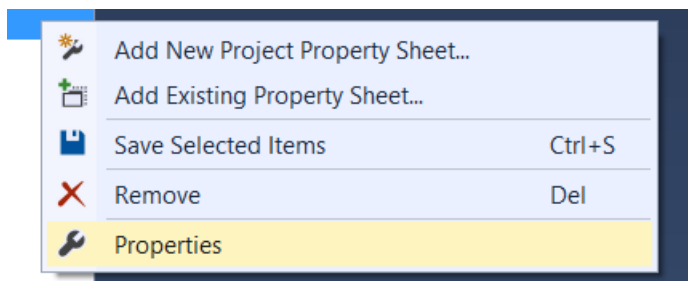 Add New Project Property Sheet...
Add Existing Property Sheet...
Save Selected Items Ctrl+S
Remove Del
Properties